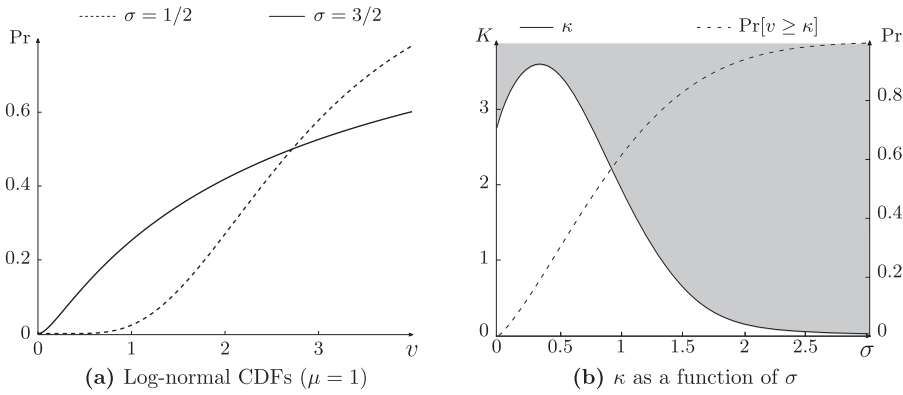 σ = 1/2 σ = 3/2
Pr
0.6
0.4
0.2
0
0 1 2 3 v
(a) Log-normal CDFs (μ = 1)
κ Pr[v ≥ κ]
K Pr
3
2
1
0
0.8
0.6
0.4
0.2
0
0 0.5 1 1.5 2 2.5 σ
(b) κ as a function of σ